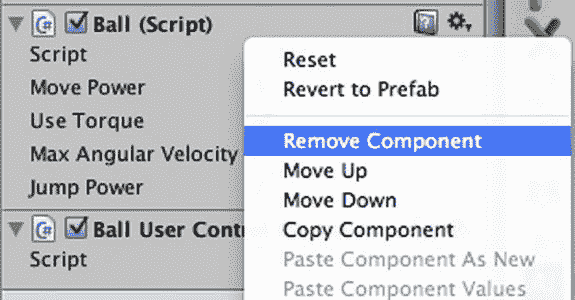 C# Ball (Script)
Script
Move Power
Use Torque
Max Angular Velocity
Jump Power
C# Ball User Contr
Script
Reset
Revert to Prefab
Remove Component
Move Up
Move Down
Copy Component
Paste Component As New
Paste Component Values